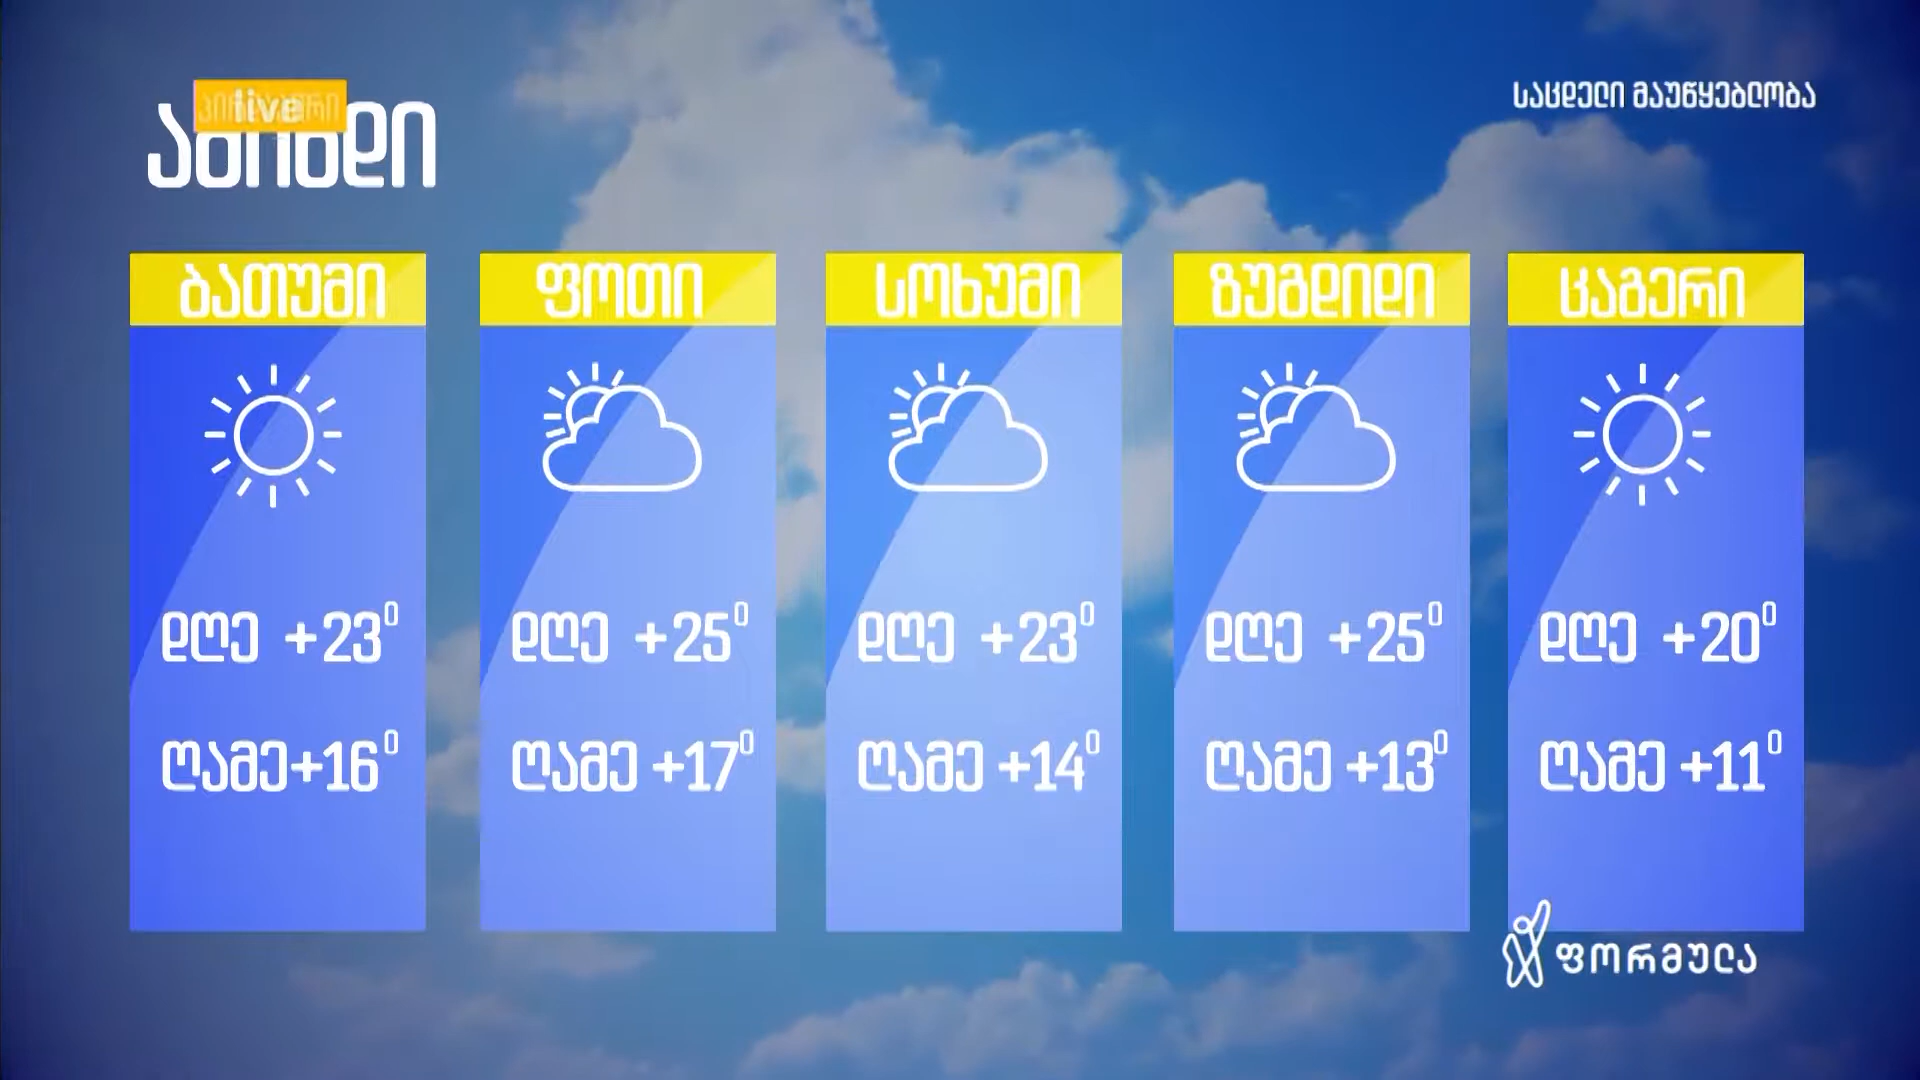 live
საცდელი მაუწყებლობა
ამინდი
ბათუმი
დღე +23⁰
ღამე+16⁰
ფოთი
დღე +25⁰
ღამე +17⁰
სოხუმი
დღე +23⁰
ღამე +14⁰
ზუგდიდი
დღე +25⁰
ღამე +13⁰
ცაგერი
დღე +20⁰
ღამე +11⁰
ფორმულა